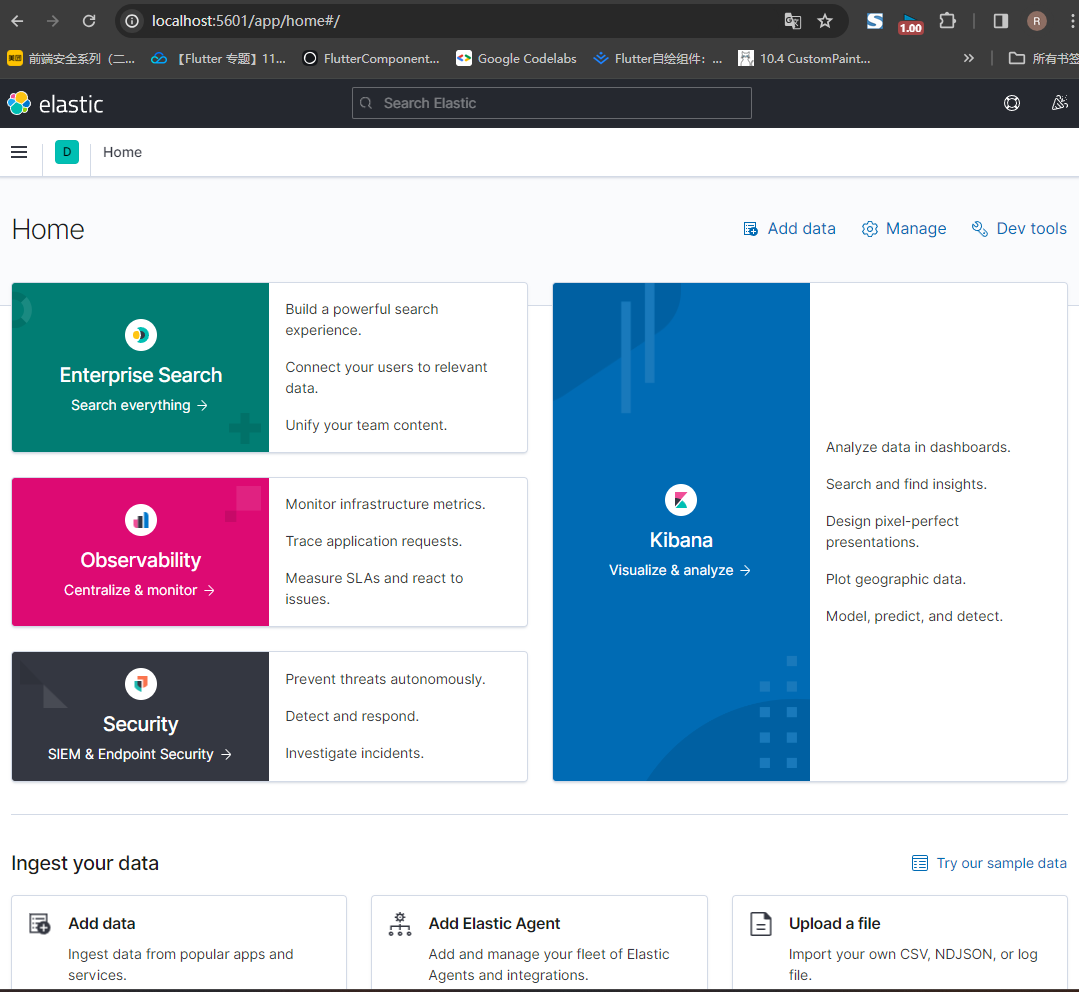 localhost:5601/app/home#/
1.00
R
美团
前端安全系列（二...
【Flutter 专题】11...
FlutterComponent...
Google Codelabs
Flutter自绘组件：...
10.4 CustomPaint...
»
所有书签
elastic
Search Elastic
D
Home
Home
Add data
Manage
Dev tools
Enterprise Search
Search everything →
Build a powerful search
experience.
Connect your users to relevant
data.
Unify your team content.
Observability
Centralize & monitor →
Monitor infrastructure metrics.
Trace application requests.
Measure SLAs and react to
issues.
Security
SIEM & Endpoint Security →
Prevent threats autonomously.
Detect and respond.
Investigate incidents.
Kibana
Visualize & analyze →
Analyze data in dashboards.
Search and find insights.
Design pixel-perfect
presentations.
Plot geographic data.
Model, predict, and detect.
Ingest your data
Try our sample data
Add data
Ingest data from popular apps and
services.
Add Elastic Agent
Add and manage your fleet of Elastic
Agents and integrations.
Upload a file
Import your own CSV, NDJSON, or log
file.